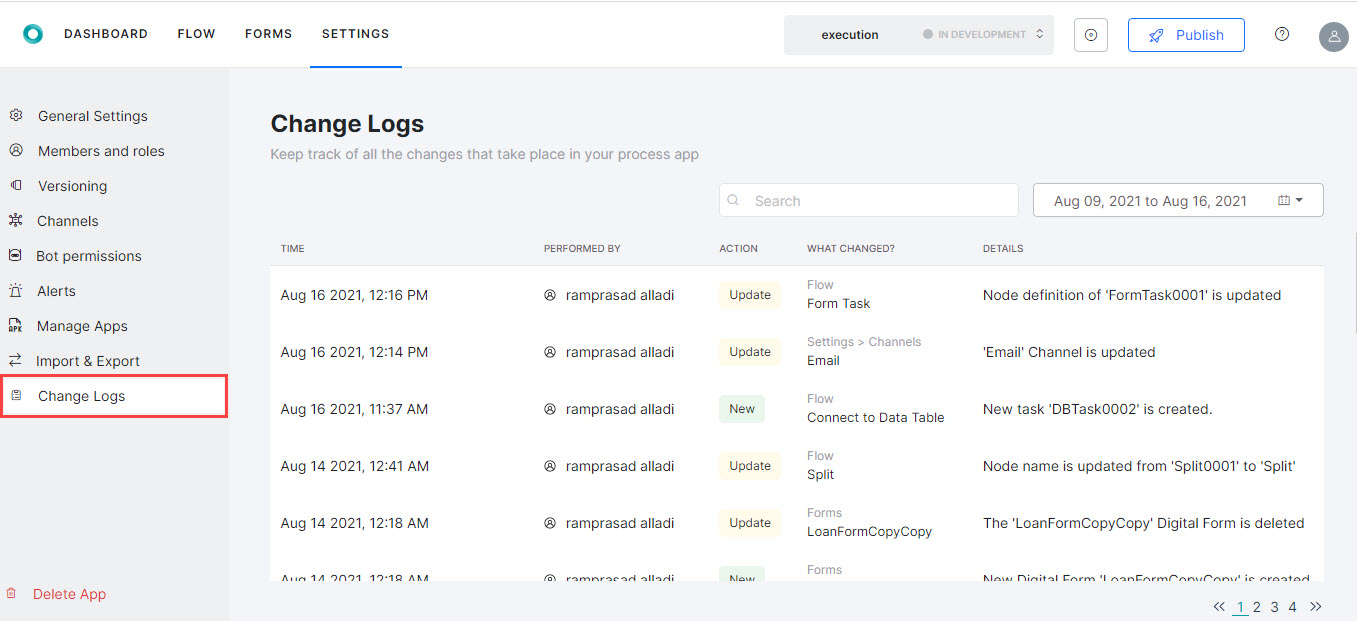 DASHBOARD FLOW FORMS SETTINGS execution IN DEVELOPMENT Publish
General Settings
Members and roles
Versioning
Channels
Bot permissions
Alerts
Manage Apps
Import & Export
Change Logs
Delete App
Change Logs
Keep track of all the changes that take place in your process app
Search Aug 09, 2021 to Aug 16, 2021
TIME PERFORMED BY ACTION WHAT CHANGED? DETAILS
Flow
Aug 16 2021, 12:16 PM ramprasad alladi Update Form Task Node definition of 'FormTask0001' is updated
Settings > Channels
Aug 16 2021, 12:14 PM ramprasad alladi Update Email 'Email' Channel is updated
Flow
Aug 16 2021, 11:37 AM ramprasad alladi New Connect to Data Table New task 'DBTask0002' is created.
Flow
Aug 14 2021, 12:41 AM ramprasad alladi Update Split Node name is updated from 'Split0001' to 'Split'
Forms
Aug 14 2021, 12:18 AM ramprasad alladi Update LoanFormCopyCopy The 'LoanFormCopyCopy' Digital Form is deleted
Forms
Aug 14 2021, 12:18 AM ramprasad alladi New New Digital Form 'LoanFormCopyCopy' is created
« 1 2 3 4 »